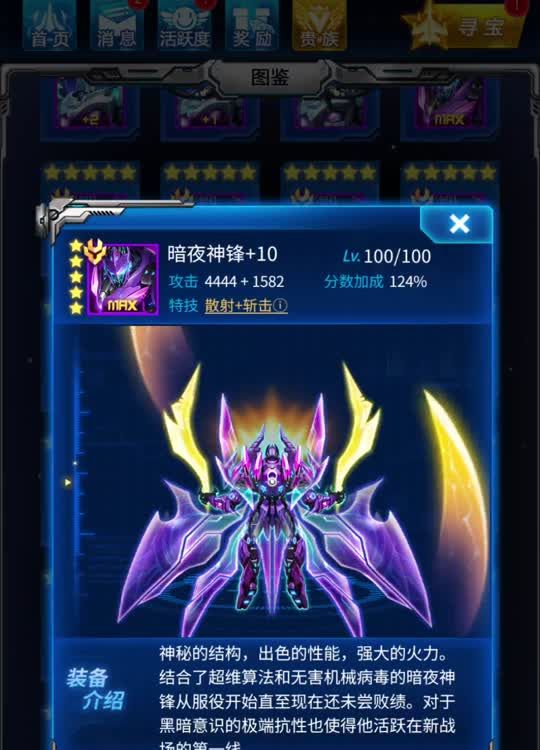 首·页 消息 活跃度 奖励 贵·族 寻宝
图鉴
+2 +1 MAX
暗夜神锋+10 Lv.100/100
攻击 4444 + 1582 分数加成 124%
MAX
特技 散射+斩击
神秘的结构，出色的性能，强大的火力。
装备
介绍
结合了超维算法和无害机械病毒的暗夜神
锋从服役开始直至现在还未尝败绩。对于
黑暗意识的极端抗性也使得他活跃在新战
场的第一线